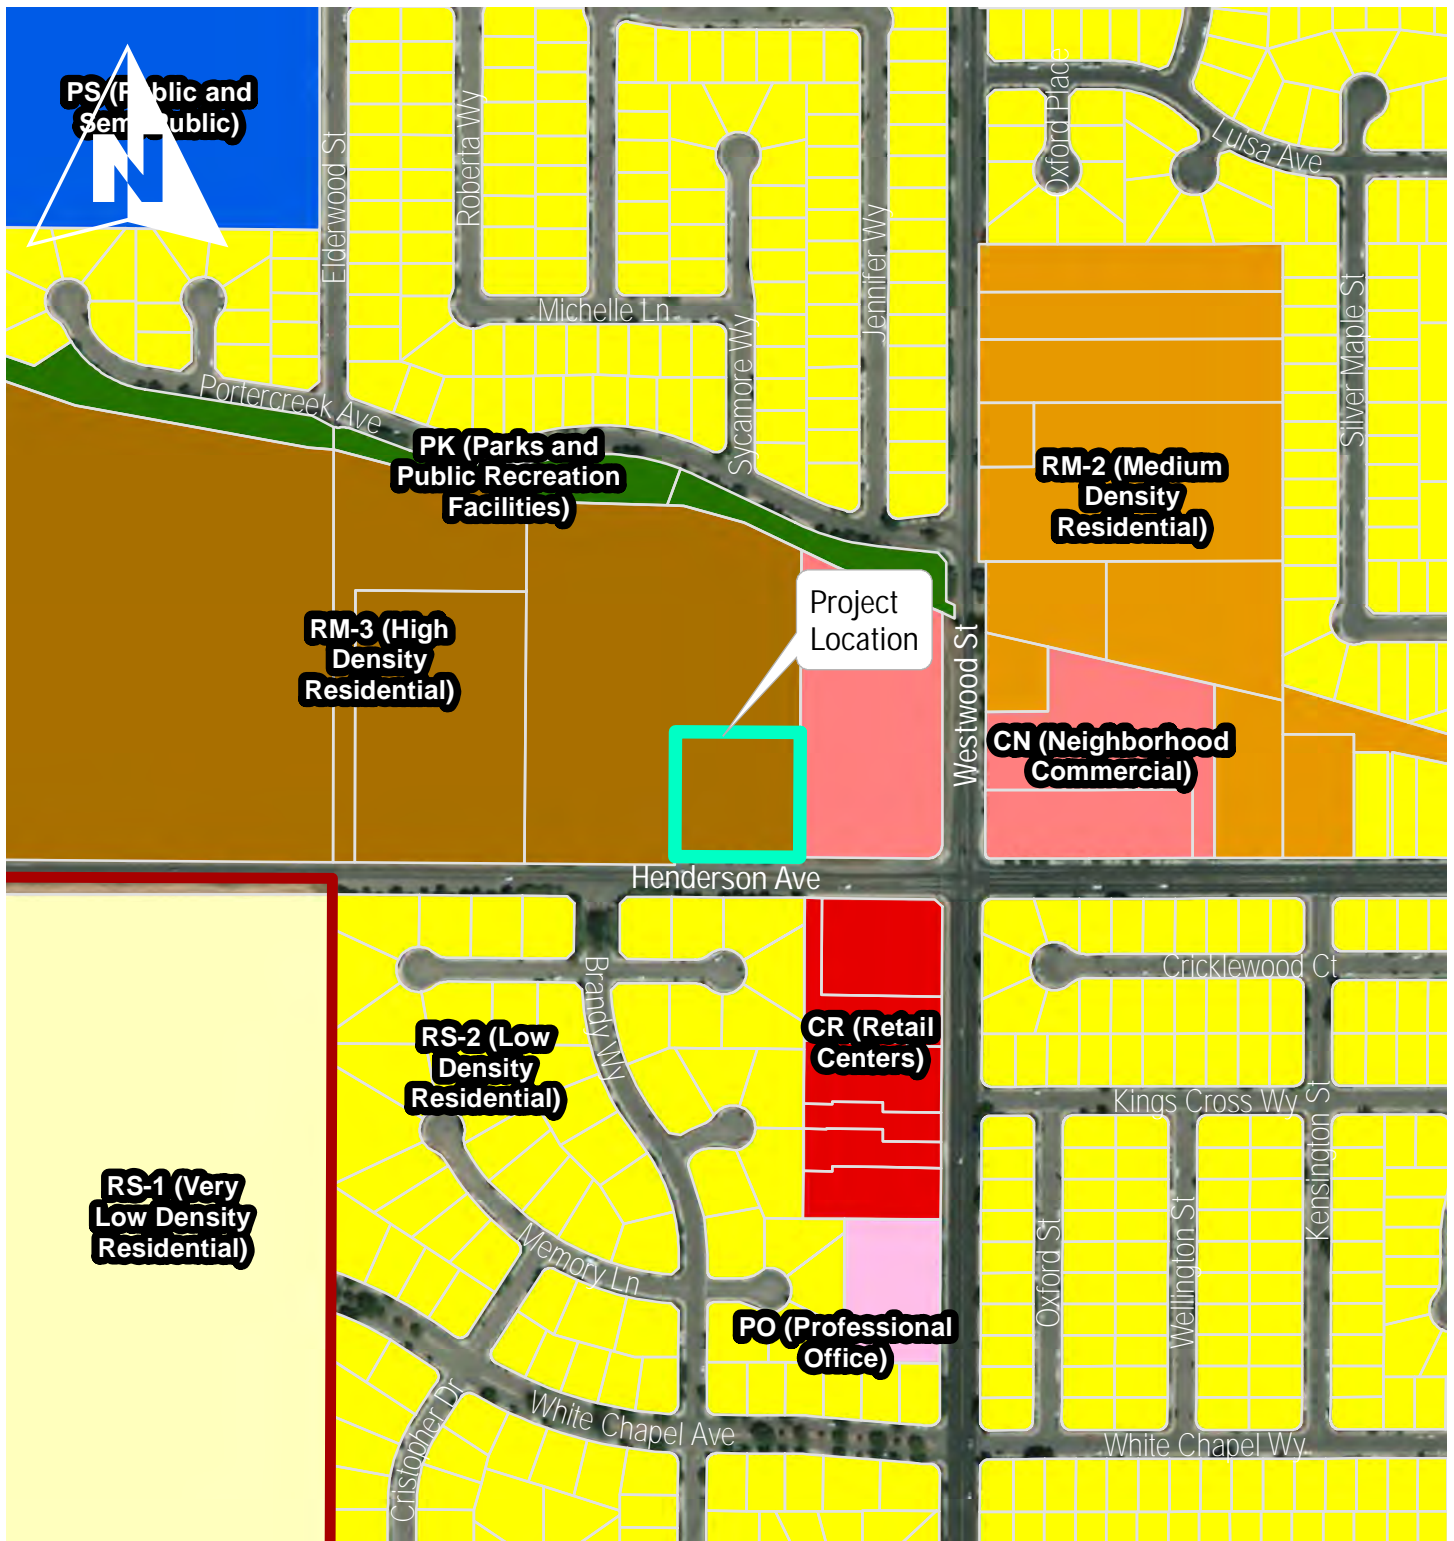 PS (Public and
Semi-Public)
N
Elderwood St
Roberta Wy
Oxford Place
Luisa Ave
Michelle Ln
Jennifer Wy
Sycamore Wy
Silver Maple St
Portercreek Ave
PK (Parks and
Public Recreation
Facilities)
RM-2 (Medium
Density
Residential)
Project
Location
RM-3 (High
Density
Residential)
Westwood St
CN (Neighborhood
Commercial)
Henderson Ave
Brandy Wy
Cricklewood Ct
CR (Retail
Centers)
RS-2 (Low
Density
Residential)
Kings Cross Wy
Kensington St
RS-1 (Very
Low Density
Residential)
Memory Ln
Oxford St
Wellington St
PO (Professional
Office)
Cristopher Dr
White Chapel Ave
White Chapel Wy